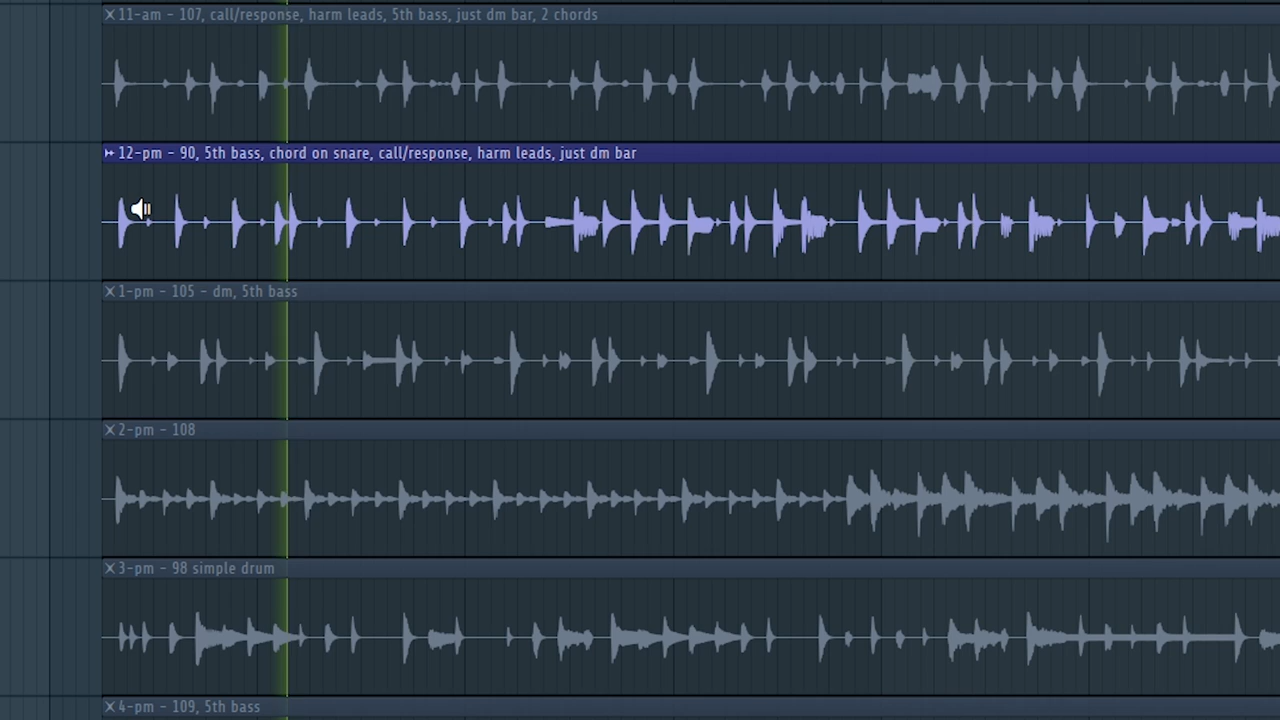 11-am - 107, call/response, harm leads, 5th bass, just dm bar, 2 chords
12-pm - 90, 5th bass, chord on snare, call/response, harm leads, just dm bar
1-pm - 105 - dm, 5th bass
2-pm - 108
3-pm - 98 simple drum
4-pm - 109, 5th bass